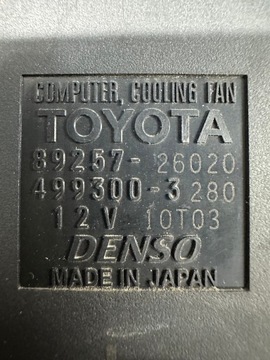 COMPUTER, COOLING FAN
TOYOTA
89257-26020
499300-3280
12V 10T03
DENSO
MADE IN JAPAN